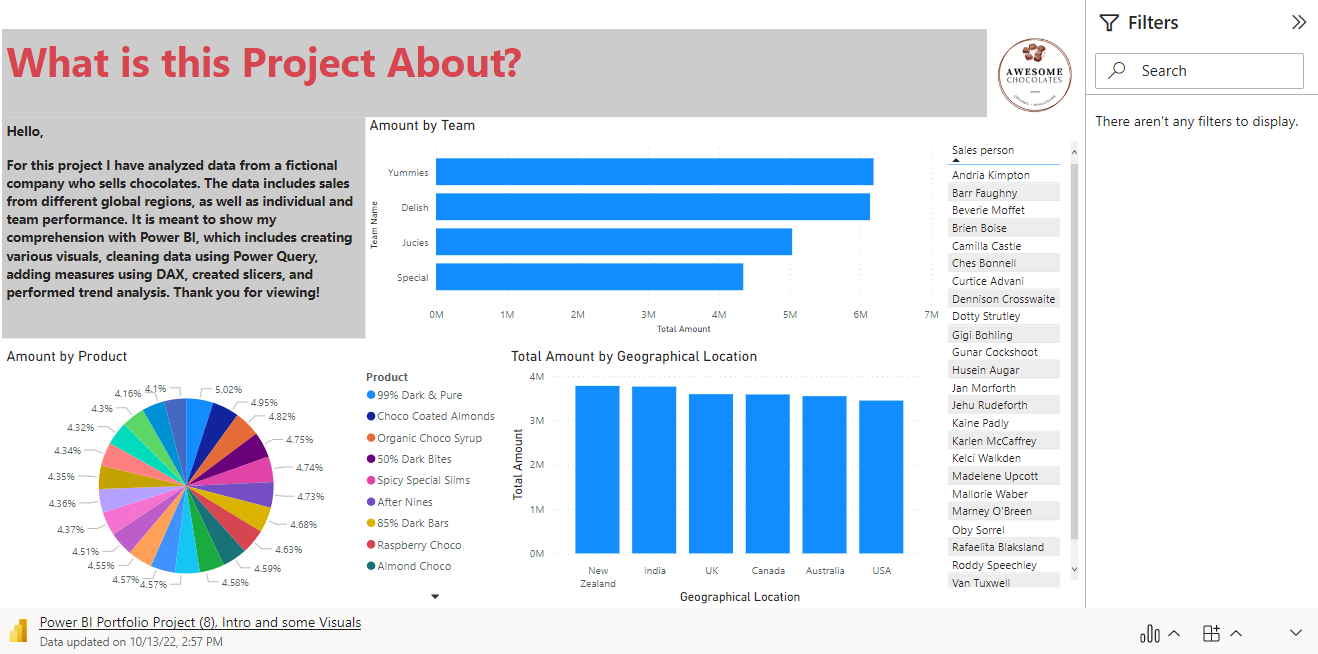 What is this Project About?
AWESOME
CHOCOLATES
Filters
Search
There aren't any filters to display.
Hello,
For this project I have analyzed data from a fictional
company who sells chocolates. The data includes sales
from different global regions, as well as individual and
team performance. It is meant to show my
comprehension with Power BI, which includes creating
various visuals, cleaning data using Power Query,
adding measures using DAX, created slicers, and
performed trend analysis. Thank you for viewing!
Amount by Team
Team Name
Yummies
Delish
Jucies
Special
0M 1M 2M 3M 4M 5M 6M 7M
Total Amount
Sales person
Andria Kimpton
Barr Faughny
Beverie Moffet
Brien Boise
Camilla Castle
Ches Bonnell
Curtice Advani
Dennison Crosswaite
Dotty Strutley
Gigi Bohling
Gunar Cockshoot
Husein Augar
Jan Morforth
Jehu Rudeforth
Kaine Padly
Karlen McCaffrey
Kelci Walkden
Madelene Upcott
Mallorie Waber
Marney O'Breen
Oby Sorrel
Rafaelita Blaksland
Roddy Speechley
Van Tuxwell
Amount by Product
5.02%
4.95%
4.82%
4.75%
4.74%
4.73%
4.68%
4.63%
4.59%
4.58%
4.57%
4.57%
4.55%
4.51%
4.37%
4.36%
4.35%
4.34%
4.32%
4.3%
4.16%
4.1%
Product
99% Dark & Pure
Choco Coated Almonds
Organic Choco Syrup
50% Dark Bites
Spicy Special Slims
After Nines
85% Dark Bars
Raspberry Choco
Almond Choco
Total Amount by Geographical Location
Total Amount
4M
3M
2M
1M
0M
New
Zealand
India
UK
Canada
Australia
USA
Geographical Location
Power BI Portfolio Project (8), Intro and some Visuals
Data updated on 10/13/22, 2:57 PM